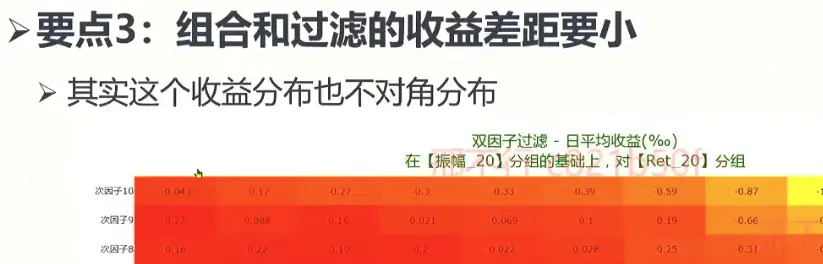 ➢要点3：组合和过滤的收益差距要小
➢其实这个收益分布也不对角分布
双因子过滤 - 日平均收益(‰)
在【振幅_20】分组的基础上，对【Ret_20】分组
次因子10 -0.043 0.17 -0.27 0.3 -0.33 -0.39 -0.59 -0.87
次因子9 0.27 0.088 0.16 0.021 0.069 0.1 0.19 -0.66
次因子8 0.16 0.22 0.19 0.2 0.022 0.028 0.25 -0.31